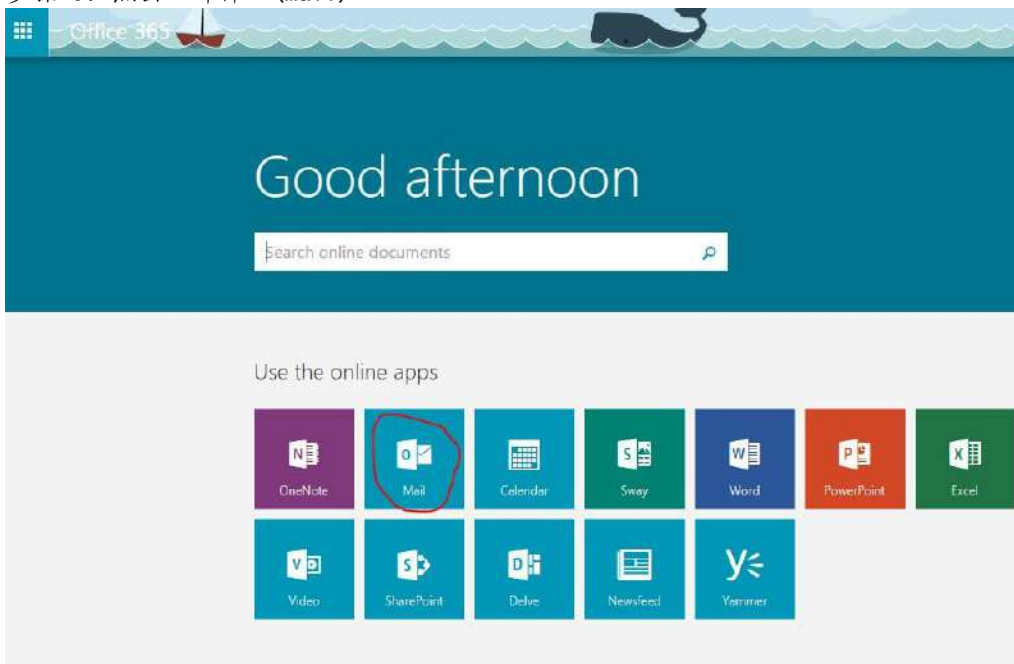 Office 365
Good afternoon
Search online documents
Use the online apps
OneNote
Mail
Calendar
Sway
Word
PowerPoint
Excel
Video
SharePoint
Delve
Newsfeed
Yammer